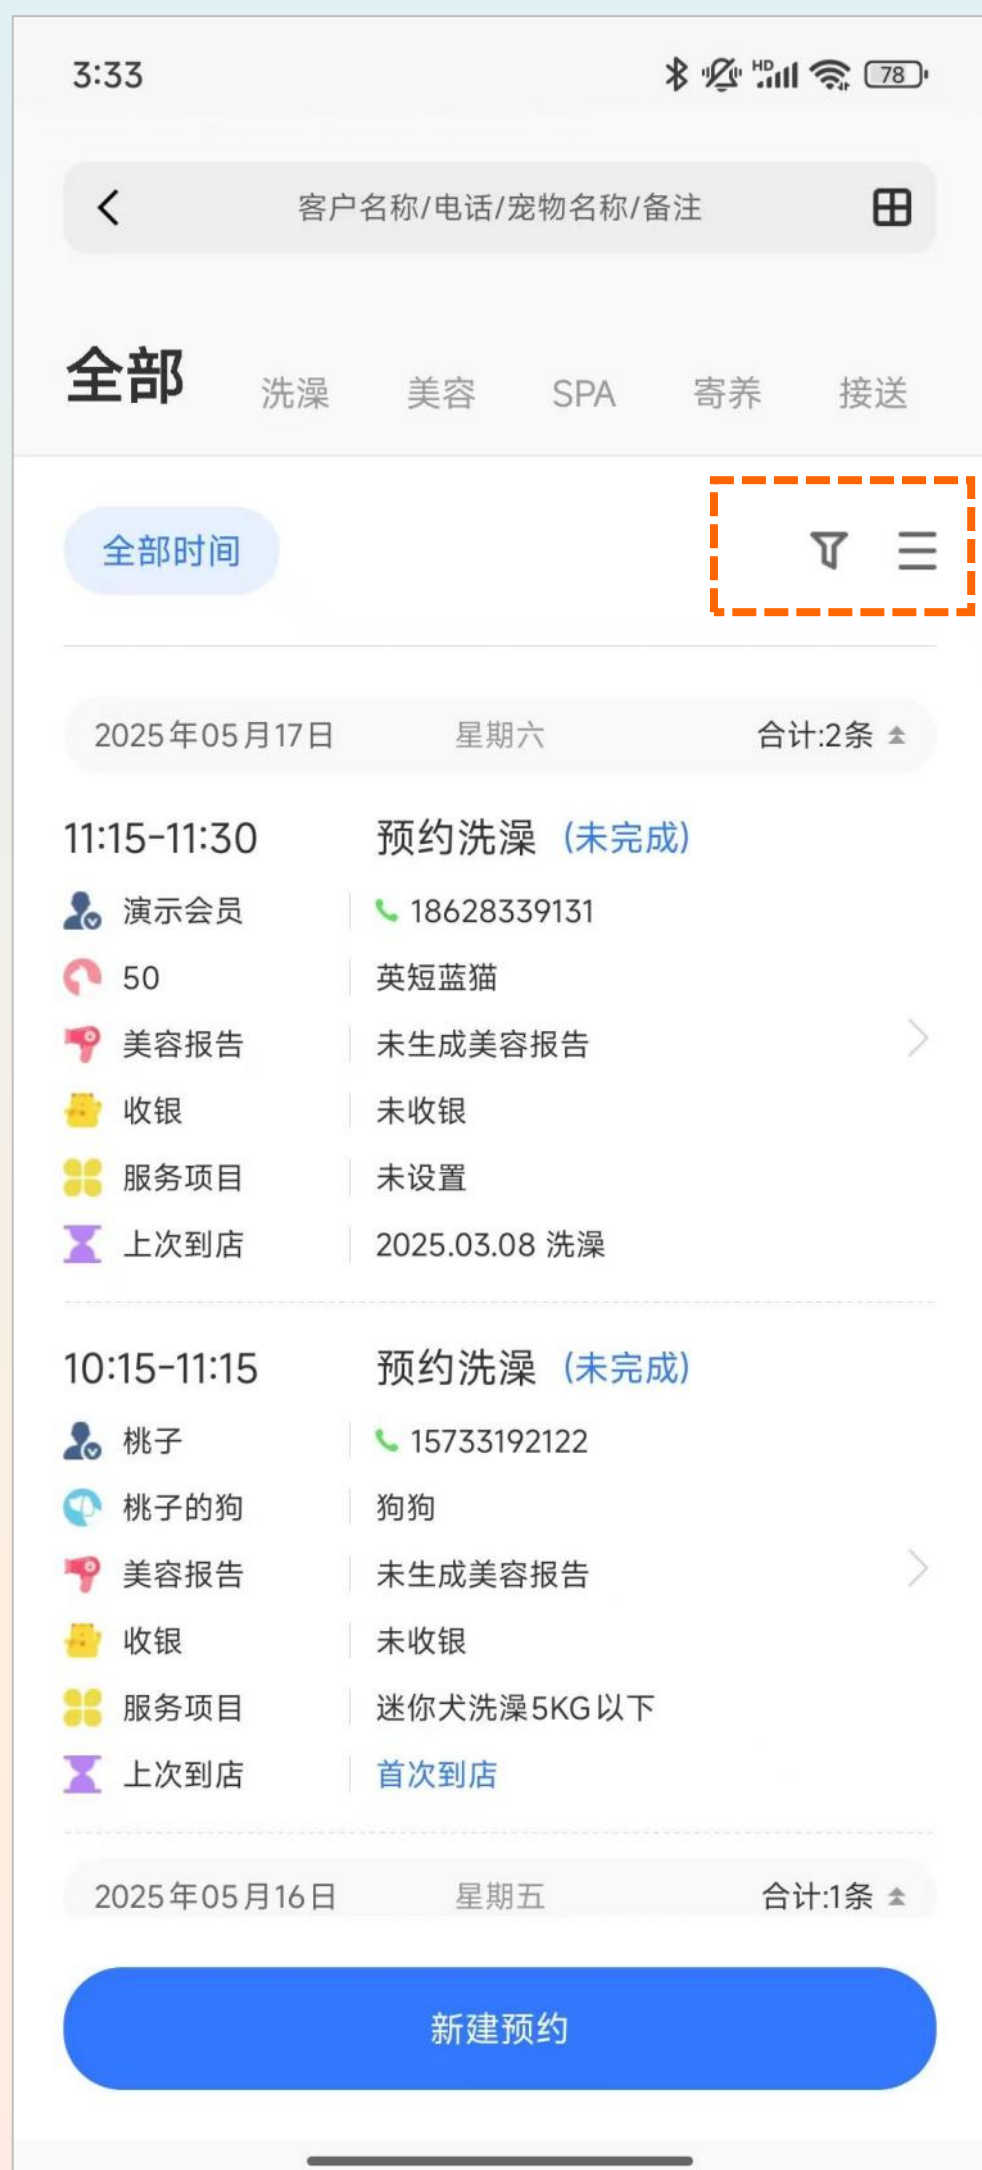 3:33
HD
78
客户名称/电话/宠物名称/备注
全部 洗澡 美容 SPA 寄养 接送
全部时间
2025年05月17日 星期六 合计:2条
11:15-11:30 预约洗澡 (未完成)
演示会员 18628339131
50 英短蓝猫
美容报告 未生成美容报告
收银 未收银
服务项目 未设置
上次到店 2025.03.08 洗澡
10:15-11:15 预约洗澡 (未完成)
桃子 15733192122
桃子的狗 狗狗
美容报告 未生成美容报告
收银 未收银
服务项目 迷你犬洗澡5KG以下
上次到店 首次到店
2025年05月16日 星期五 合计:1条
新建预约